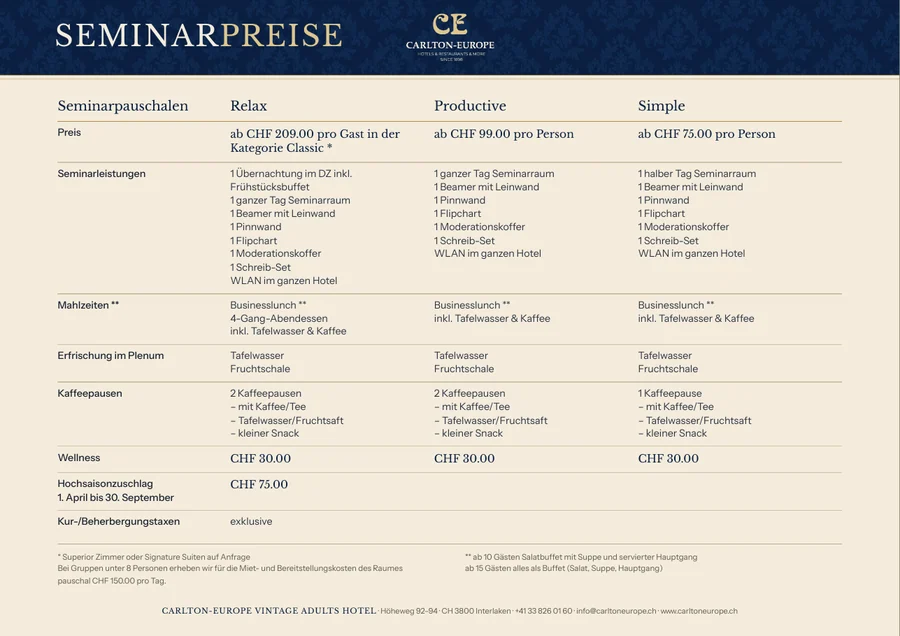 SEMINARPREISE
CE
CARLTON-EUROPE
HOTELS & RESTAURANTS & MORE
SINCE 1898
Seminarpauschalen Relax Productive Simple
Preis ab CHF 209.00 pro Gast in der ab CHF 99.00 pro Person ab CHF 75.00 pro Person
Kategorie Classic *
Seminarleistungen 1 Übernachtung im DZ inkl. 1 ganzer Tag Seminarraum 1 halber Tag Seminarraum
Frühstücksbuffet 1 Beamer mit Leinwand 1 Beamer mit Leinwand
1 ganzer Tag Seminarraum 1 Pinnwand 1 Pinnwand
1 Beamer mit Leinwand 1 Flipchart 1 Flipchart
1 Pinnwand 1 Moderationskoffer 1 Moderationskoffer
1 Flipchart 1 Schreib-Set 1 Schreib-Set
1 Moderationskoffer WLAN im ganzen Hotel WLAN im ganzen Hotel
1 Schreib-Set
WLAN im ganzen Hotel
Mahlzeiten ** Businesslunch ** Businesslunch ** Businesslunch **
4-Gang-Abendessen inkl. Tafelwasser & Kaffee inkl. Tafelwasser & Kaffee
inkl. Tafelwasser & Kaffee
Erfrischung im Plenum Tafelwasser Tafelwasser Tafelwasser
Fruchtschale Fruchtschale Fruchtschale
Kaffeepausen 2 Kaffeepausen 2 Kaffeepausen 1 Kaffeepause
– mit Kaffee/Tee – mit Kaffee/Tee – mit Kaffee/Tee
– Tafelwasser/Fruchtsaft – Tafelwasser/Fruchtsaft – Tafelwasser/Fruchtsaft
– kleiner Snack – kleiner Snack – kleiner Snack
Wellness CHF 30.00 CHF 30.00 CHF 30.00
Hochsaisonzuschlag CHF 75.00
1. April bis 30. September
Kur-/Beherbergungstaxen exklusive
* Superior Zimmer oder Signature Suiten auf Anfrage ** ab 10 Gästen Salatbuffet mit Suppe und servierter Hauptgang
Bei Gruppen unter 8 Personen erheben wir für die Miet- und Bereitstellungskosten des Raumes ab 15 Gästen alles als Buffet (Salat, Suppe, Hauptgang)
pauschal CHF 150.00 pro Tag.
CARLTON-EUROPE VINTAGE ADULTS HOTEL · Höheweg 92-94 · CH 3800 Interlaken · +41 33 826 01 60 · info@carltoneurope.ch · www.carltoneurope.ch